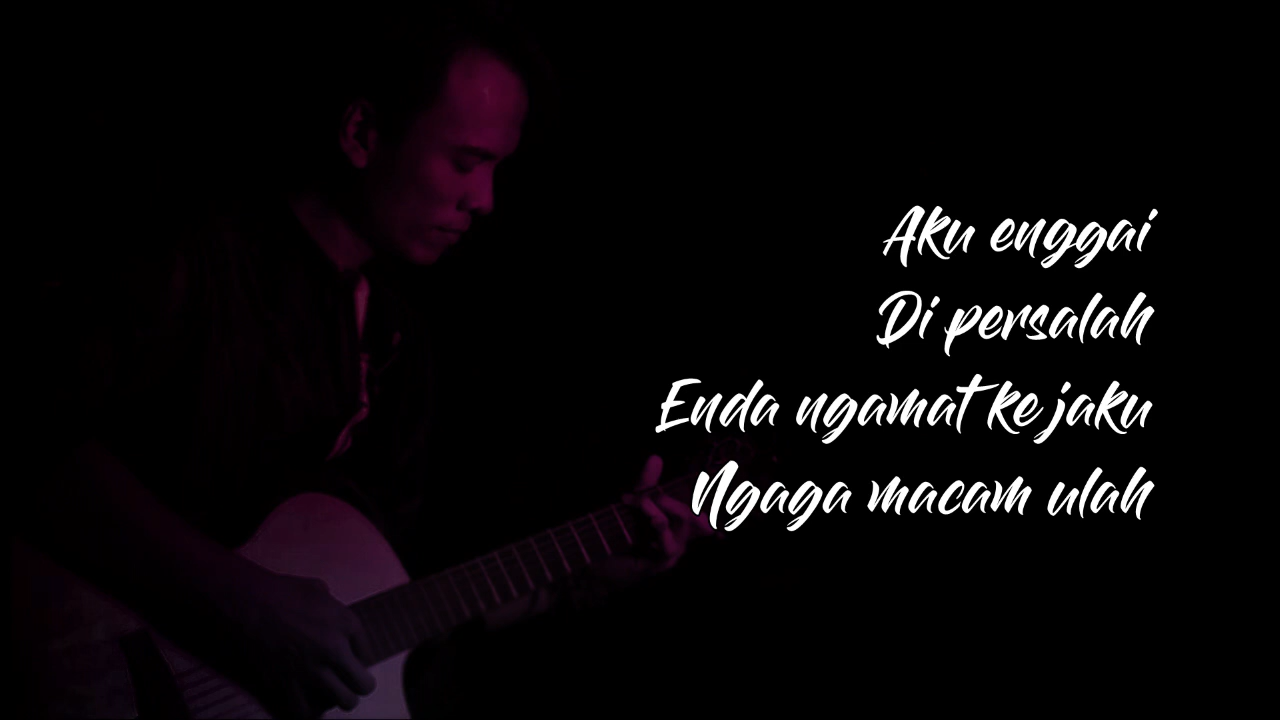 Aku enggai
Di persalah
Enda ngamat ke jaku
Ngaga macam ulah